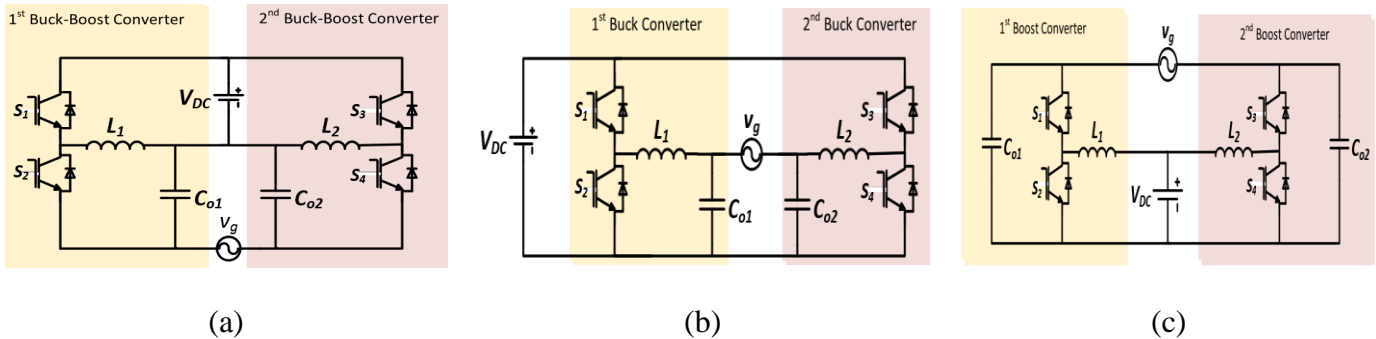 1st Buck-Boost Converter
2nd Buck-Boost Converter
S1
VDC
+
S3
L1
L2
S2
S4
Co1
Co2
Vg
(a)
1st Buck Converter
2nd Buck Converter
S1
S3
VDC
+
L1
vg
L2
S2
S4
Co1
Co2
(b)
1st Boost Converter
vg
2nd Boost Converter
S1
S3
Co1
L1
L2
Co2
S2
VDC
+
S4
(c)